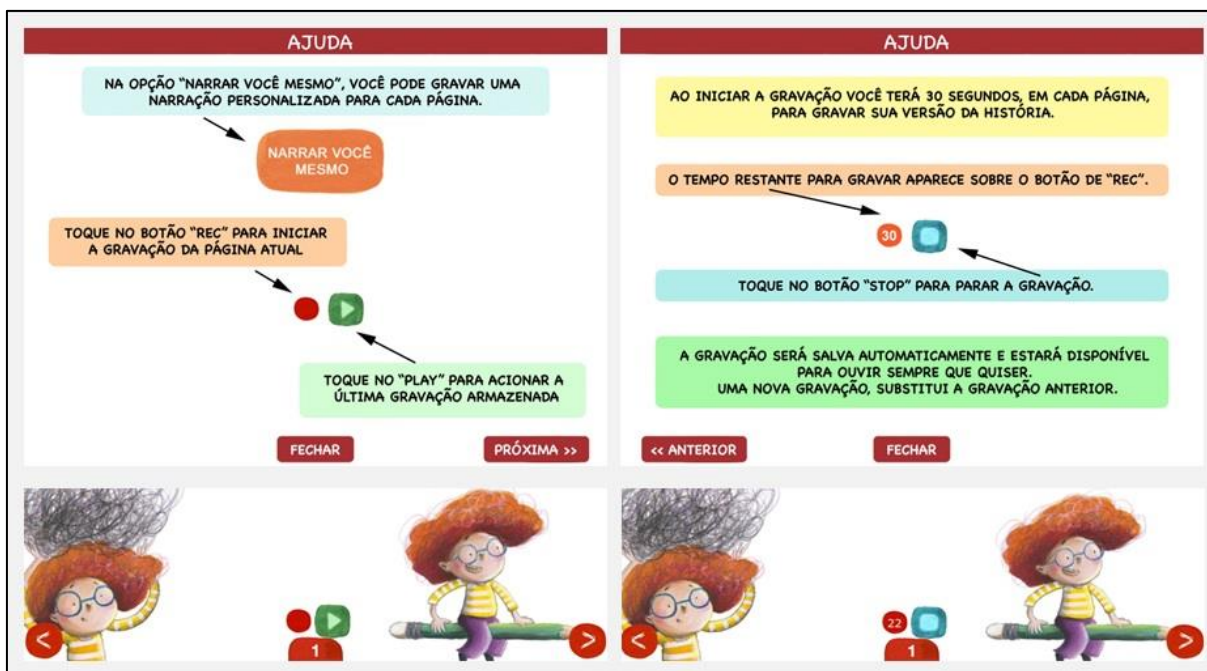 AJUDA
NA OPÇÃO "NARRAR VOCÊ MESMO", VOCÊ PODE GRAVAR UMA
NARRAÇÃO PERSONALIZADA PARA CADA PÁGINA.
NARRAR VOCÊ
MESMO
TOQUE NO BOTÃO "REC" PARA INICIAR
A GRAVAÇÃO DA PÁGINA ATUAL
TOQUE NO "PLAY" PARA ACIONAR A
ÚLTIMA GRAVAÇÃO ARMAZENADA
FECHAR
PRÓXIMA >>
AJUDA
AO INICIAR A GRAVAÇÃO VOCÊ TERÁ 30 SEGUNDOS, EM CADA PÁGINA,
PARA GRAVAR SUA VERSÃO DA HISTÓRIA.
O TEMPO RESTANTE PARA GRAVAR APARECE SOBRE O BOTÃO DE "REC".
30
TOQUE NO BOTÃO "STOP" PARA PARAR A GRAVAÇÃO.
A GRAVAÇÃO SERÁ SALVA AUTOMATICAMENTE E ESTARÁ DISPONÍVEL
PARA OUVIR SEMPRE QUE QUISER.
UMA NOVA GRAVAÇÃO, SUBSTITUI A GRAVAÇÃO ANTERIOR.
<< ANTERIOR
FECHAR
<
1
>
<
22
1
>